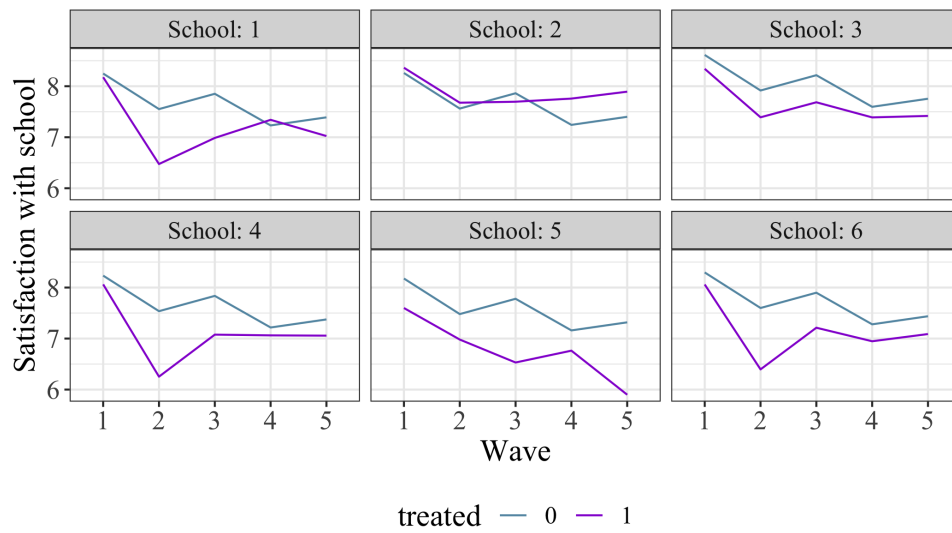 School: 1 School: 2 School: 3
8
7
6
School: 4 School: 5 School: 6
8
7
6
Satisfaction with school
1 2 3 4 5 1 2 3 4 5 1 2 3 4 5
Wave
treated 0 1